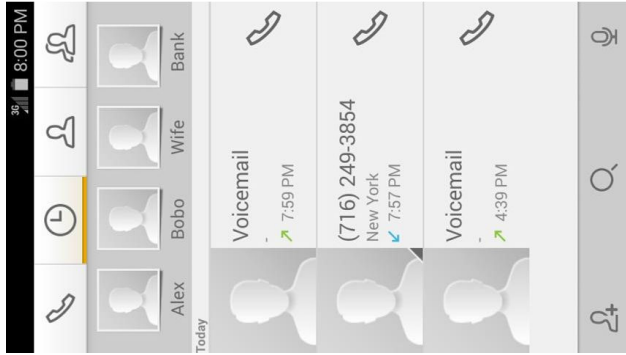 3G 8:00 PM
Alex Bobo Wife Bank
Today
Voicemail
-
7:59 PM
(716) 249-3854
New York
7:57 PM
Voicemail
-
4:39 PM